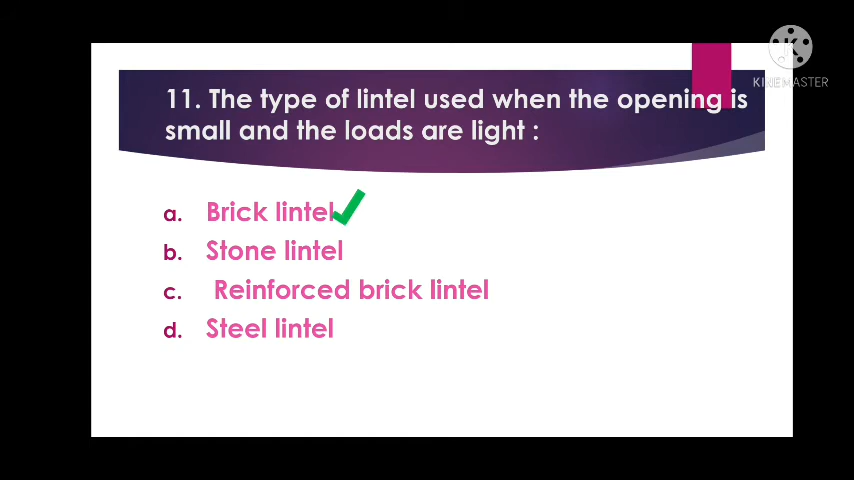 KINEMASTER
11. The type of lintel used when the opening is
small and the loads are light :
a. Brick lintel
b. Stone lintel
c. Reinforced brick lintel
d. Steel lintel